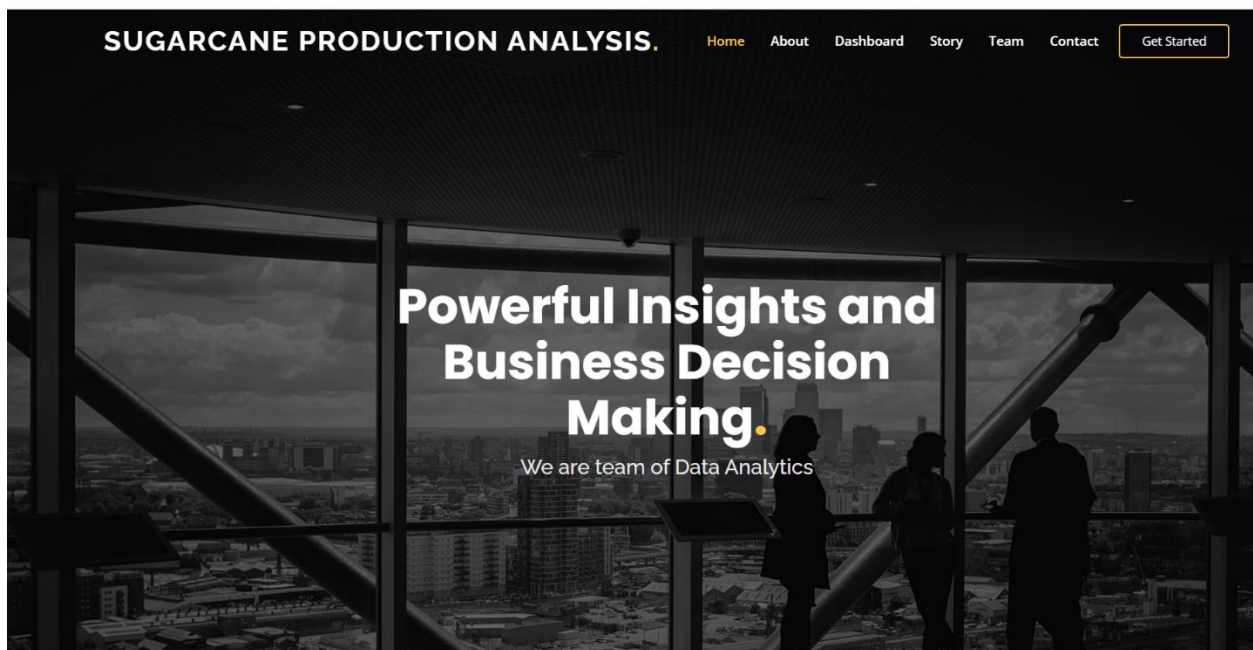 SUGARCANE PRODUCTION ANALYSIS.
Home About Dashboard Story Team Contact Get Started
Powerful Insights and
Business Decision
Making.
We are team of Data Analytics